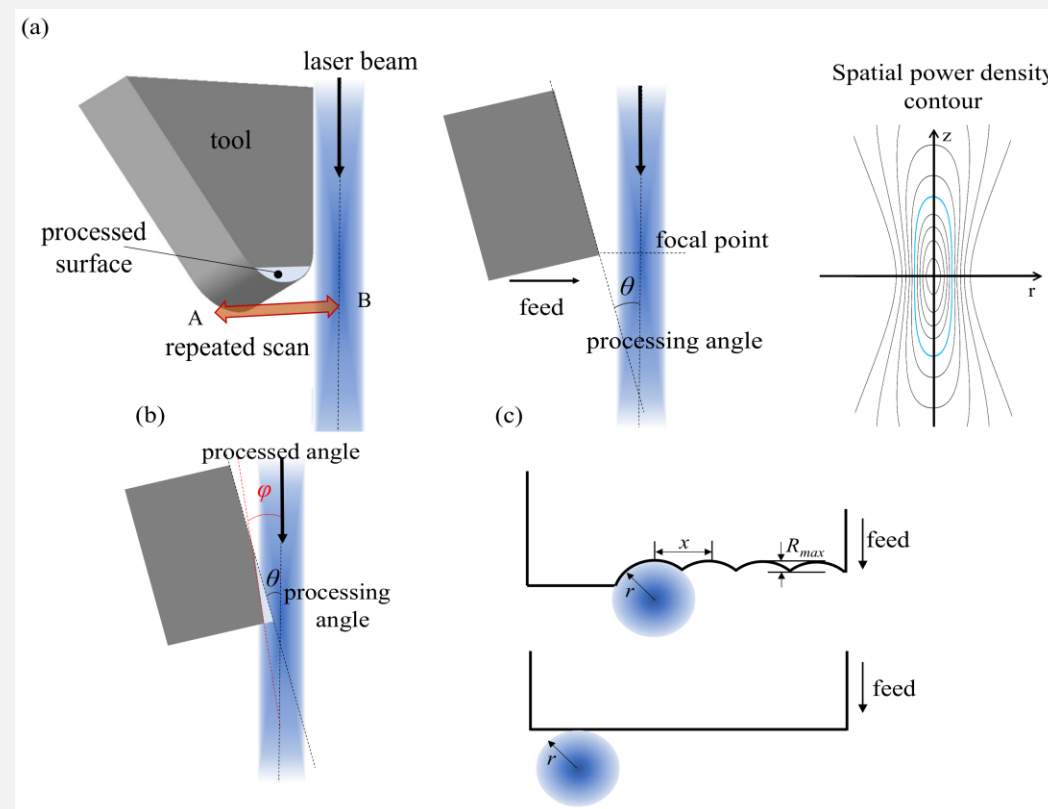 (a)
laser beam
tool
processed
surface
A
B
repeated scan
focal point
feed
θ
processing angle
Spatial power density
contour
z
r
(b)
processed angle
φ
θ
processing
angle
(c)
x
R_max
feed
r
feed
r